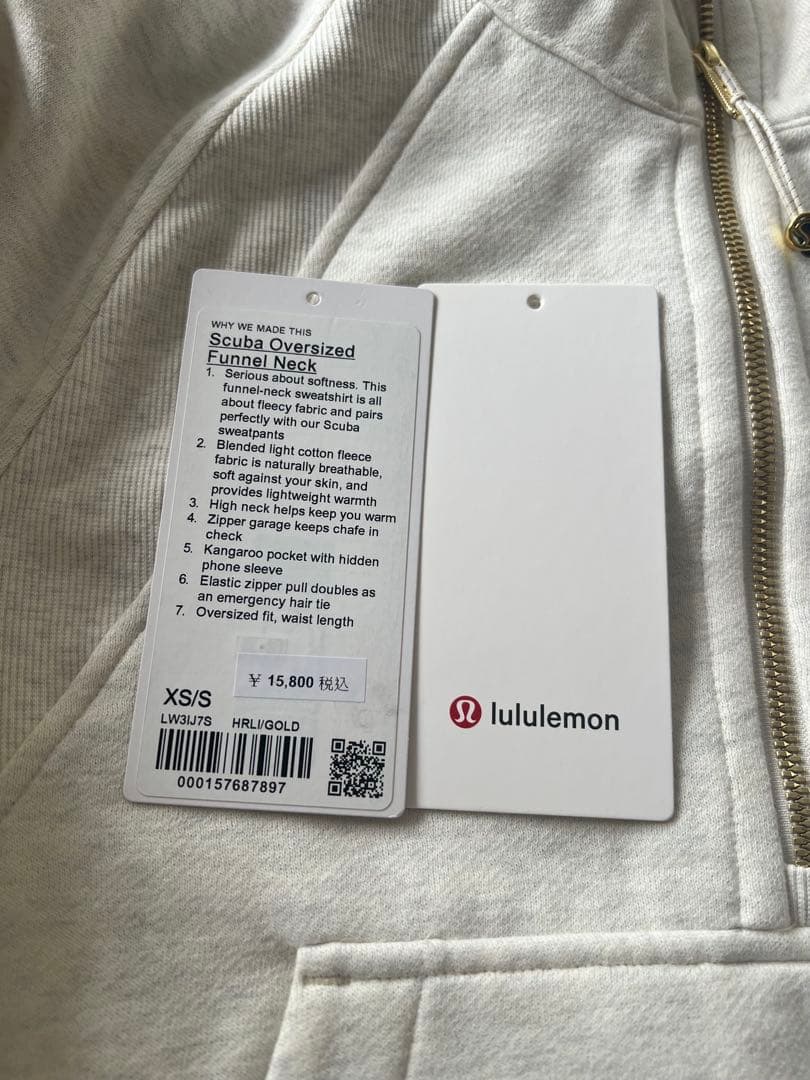 WHY WE MADE THIS
Scuba Oversized
Funnel Neck
1. Serious about softness. This
funnel-neck sweatshirt is all
about fleecy fabric and pairs
perfectly with our Scuba
sweatpants
2. Blended light cotton fleece
fabric is naturally breathable,
soft against your skin, and
provides lightweight warmth
3. High neck helps keep you warm
4. Zipper garage keeps chafe in
check
5. Kangaroo pocket with hidden
phone sleeve
6. Elastic zipper pull doubles as
an emergency hair tie
7. Oversized fit, waist length
¥ 15,800 税込
XS/S
LW3IJ7S HRLI/GOLD
000157687897
lululemon